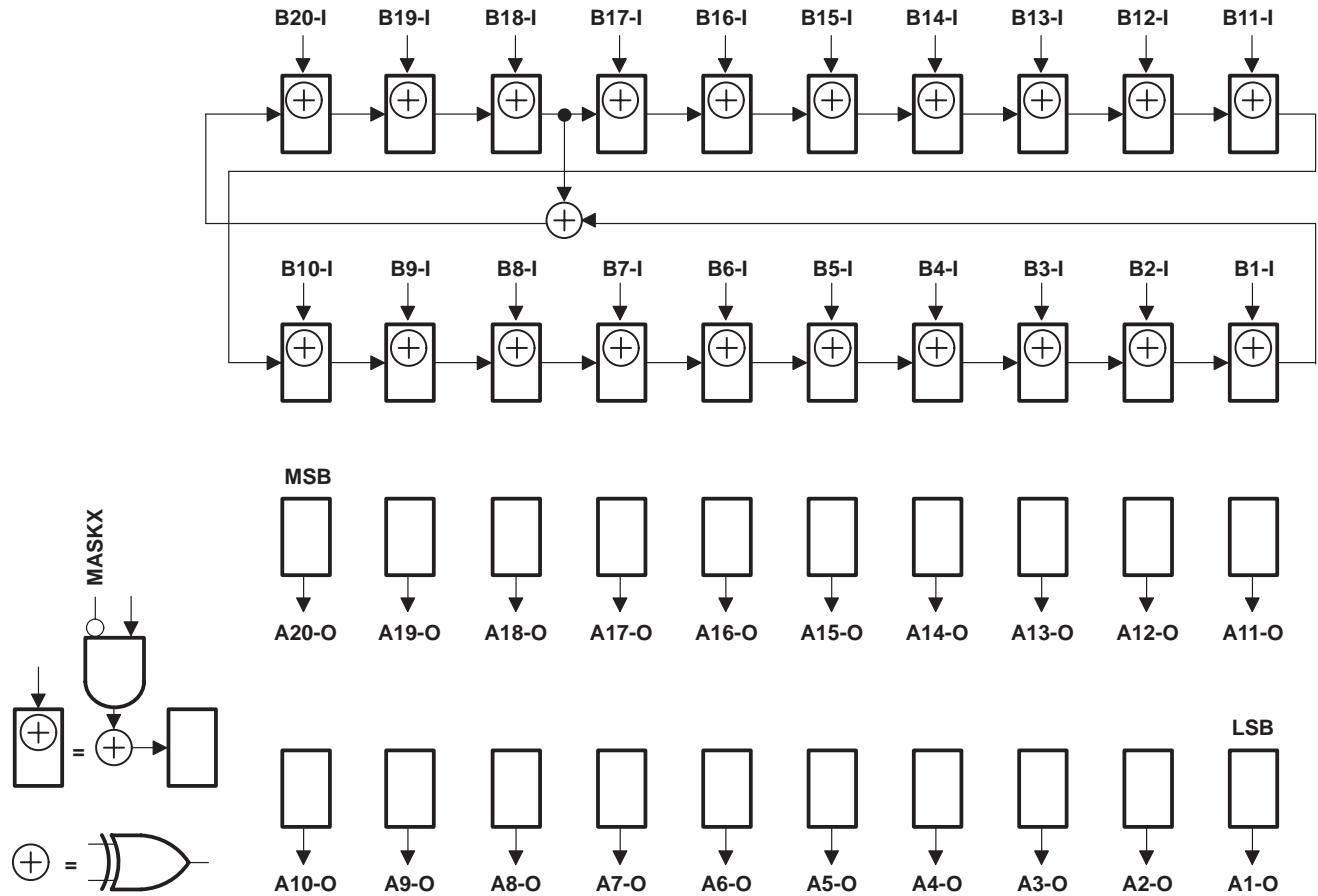 B20-I B19-I B18-I B17-I B16-I B15-I B14-I B13-I B12-I B11-I
B10-I B9-I B8-I B7-I B6-I B5-I B4-I B3-I B2-I B1-I
MSB
MASKX
A20-O A19-O A18-O A17-O A16-O A15-O A14-O A13-O A12-O A11-O
=
LSB
=
A10-O A9-O A8-O A7-O A6-O A5-O A4-O A3-O A2-O A1-O